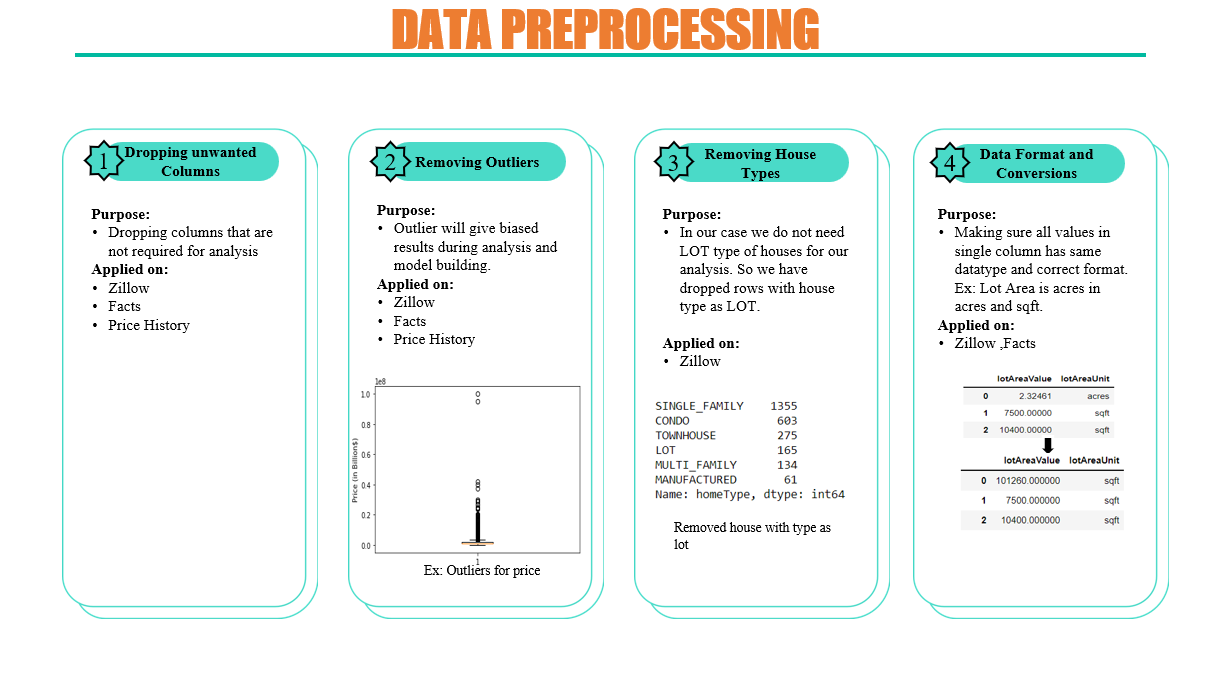 DATA PREPROCESSING
1
Dropping unwanted
Columns
Purpose:
• Dropping columns that are
not required for analysis
Applied on:
• Zillow
• Facts
• Price History
2
Removing Outliers
Purpose:
• Outlier will give biased
results during analysis and
model building.
Applied on:
• Zillow
• Facts
• Price History
1e8
1.0
0.8
0.6
0.4
0.2
0.0
Price (in Billion$)
1
Ex: Outliers for price
3
Removing House
Types
Purpose:
• In our case we do not need
LOT type of houses for our
analysis. So we have
dropped rows with house
type as LOT.
Applied on:
• Zillow
SINGLE_FAMILY 1355
CONDO 603
TOWNHOUSE 275
LOT 165
MULTI_FAMILY 134
MANUFACTURED 61
Name: homeType, dtype: int64
Removed house with type as
lot
4
Data Format and
Conversions
Purpose:
• Making sure all values in
single column has same
datatype and correct format.
Ex: Lot Area is acres in
acres and sqft.
Applied on:
• Zillow ,Facts
lotAreaValue lotAreaUnit
0 2.32461 acres
1 7500.00000 sqft
2 10400.00000 sqft
lotAreaValue lotAreaUnit
0 101260.000000 sqft
1 7500.000000 sqft
2 10400.000000 sqft